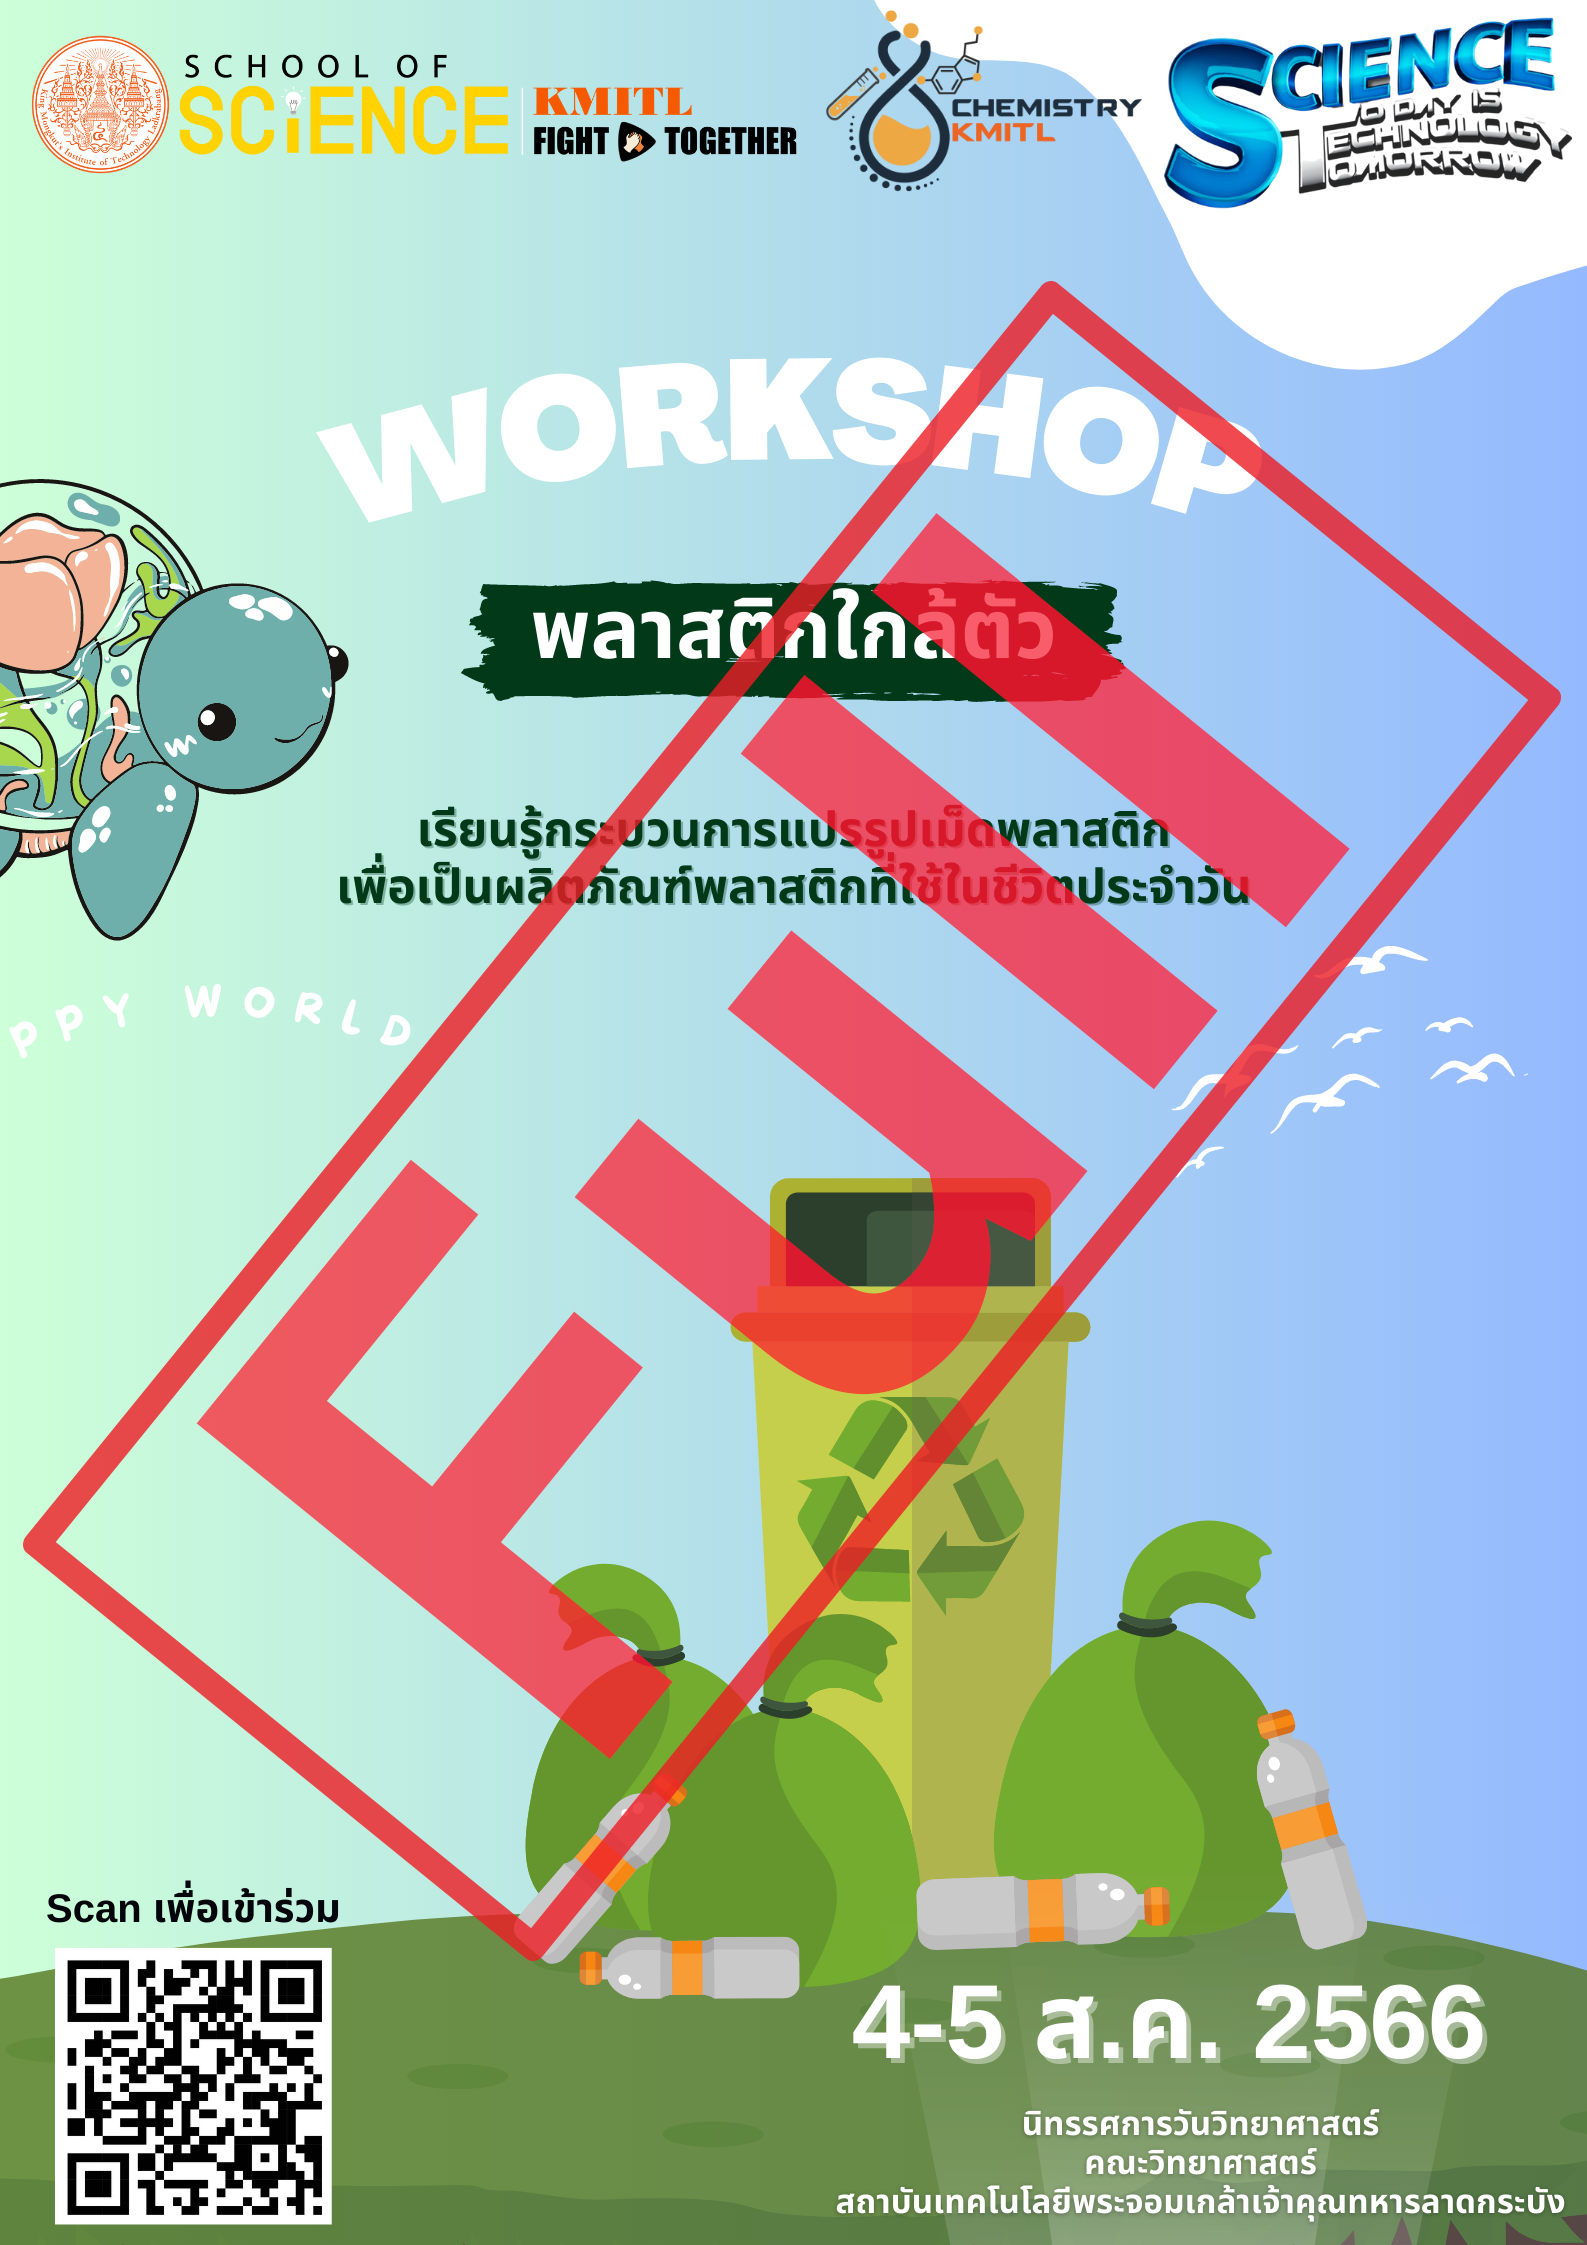 SCHOOL OF
SCiENCE
KMITL
FIGHT TOGETHER
King Mongkut's Institute of Technology Ladkrabang
CHEMISTRY
KMITL
SCIENCE
TO DAY IS
TECHNOLOGY
TOMORROW
WORKSHOP
พลาสติกใกล้ตัว
เรียนรู้กระบวนการแปรรูปเม็ดพลาสติก
เพื่อเป็นผลิตภัณฑ์พลาสติกที่ใช้ในชีวิตประจำวัน
PPY WORLD
Full
Scan เพื่อเข้าร่วม
4-5 ส.ค. 2566
นิทรรศการวันวิทยาศาสตร์
คณะวิทยาศาสตร์
สถาบันเทคโนโลยีพระจอมเกล้าเจ้าคุณทหารลาดกระบัง